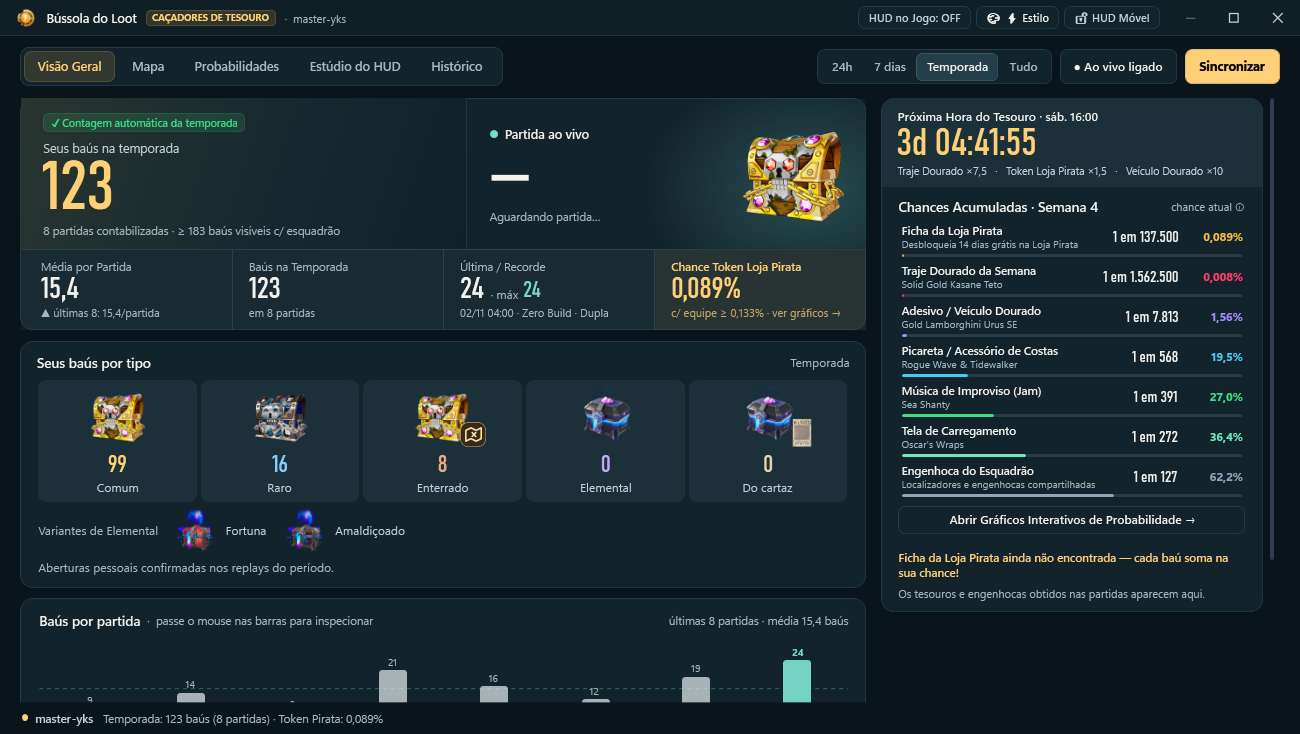 Bússola do Loot CAÇADORES DE TESOURO · master-yks
HUD no Jogo: OFF
Estilo
HUD Móvel
Visão Geral
Mapa
Probabilidades
Estúdio do HUD
Histórico
24h
7 dias
Temporada
Tudo
● Ao vivo ligado
Sincronizar
✓ Contagem automática da temporada
Seus baús na temporada
123
8 partidas contabilizadas · ≥ 183 baús visíveis c/ esquadrão
Partida ao vivo
—
Aguardando partida...
Média por Partida
15,4
▲ últimas 8: 15,4/partida
Baús na Temporada
123
em 8 partidas
Última / Recorde
24 · máx 24
02/11 04:00 · Zero Build · Dupla
Chance Token Loja Pirata
0,089%
c/ equipe ≥ 0,133% · ver gráficos →
Seus baús por tipo
Temporada
99
Comum
16
Raro
8
Enterrado
0
Elemental
0
Do cartaz
Variantes de Elemental
Fortuna
Amaldiçoado
Aberturas pessoais confirmadas nos replays do período.
Baús por partida · passe o mouse nas barras para inspecionar
últimas 8 partidas · média 15,4 baús
9
14
21
16
12
19
24
Próxima Hora do Tesouro · sáb. 16:00
3d 04:41:55
Traje Dourado ×7,5 · Token Loja Pirata ×1,5 · Veículo Dourado ×10
Chances Acumuladas · Semana 4
chance atual ⓘ
Ficha da Loja Pirata
Desbloqueia 14 dias grátis na Loja Pirata
1 em 137.500
0,089%
Traje Dourado da Semana
Solid Gold Kasane Teto
1 em 1.562.500
0,008%
Adesivo / Veículo Dourado
Gold Lamborghini Urus SE
1 em 7.813
1,56%
Picareta / Acessório de Costas
Rogue Wave & Tidewalker
1 em 568
19,5%
Música de Improviso (Jam)
Sea Shanty
1 em 391
27,0%
Tela de Carregamento
Oscar's Wraps
1 em 272
36,4%
Engenhoca do Esquadrão
Localizadores e engenhocas compartilhadas
1 em 127
62,2%
Abrir Gráficos Interativos de Probabilidade →
Ficha da Loja Pirata ainda não encontrada — cada baú soma na
sua chance!
Os tesouros e engenhocas obtidos nas partidas aparecem aqui.
master-yks Temporada: 123 baús (8 partidas) · Token Pirata: 0,089%